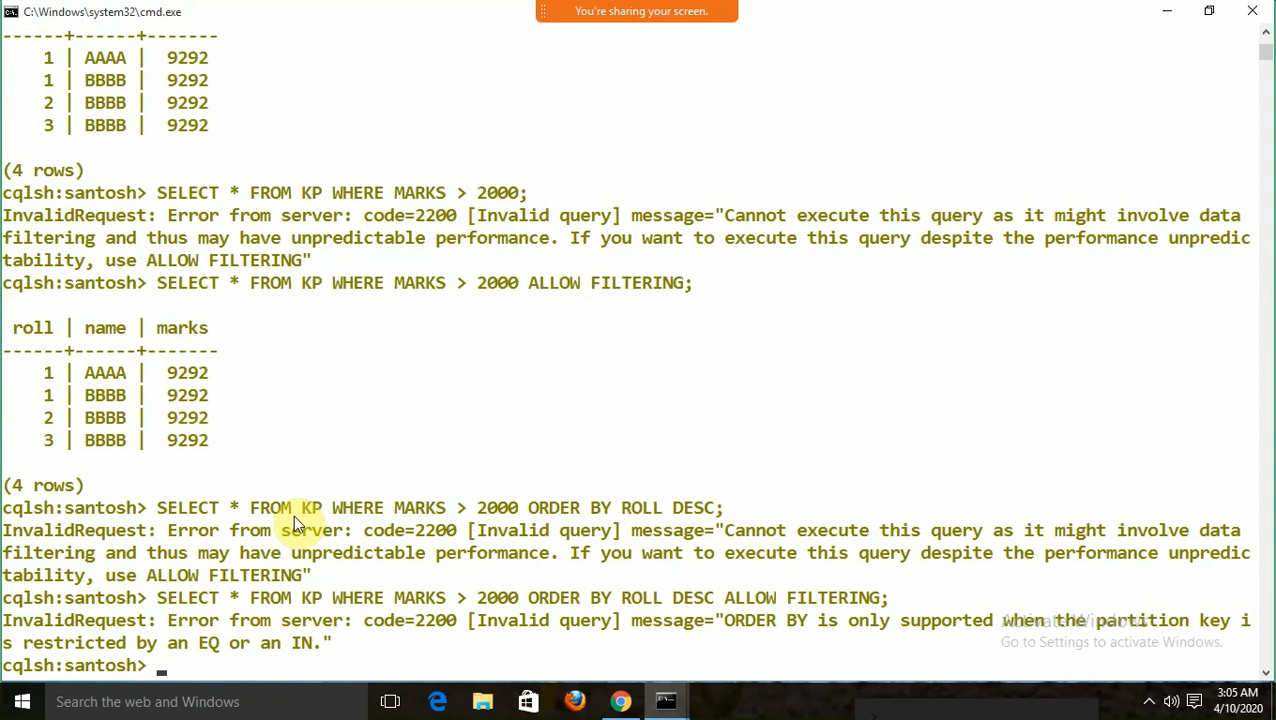 C:\Windows\system32\cmd.exe
You're sharing your screen.
------+------+-------
1 | AAAA | 9292
1 | BBBB | 9292
2 | BBBB | 9292
3 | BBBB | 9292
(4 rows)
cqlsh:santosh> SELECT * FROM KP WHERE MARKS > 2000;
InvalidRequest: Error from server: code=2200 [Invalid query] message="Cannot execute this query as it might involve data
filtering and thus may have unpredictable performance. If you want to execute this query despite the performance unpredic
tability, use ALLOW FILTERING"
cqlsh:santosh> SELECT * FROM KP WHERE MARKS > 2000 ALLOW FILTERING;
roll | name | marks
------+------+-------
1 | AAAA | 9292
1 | BBBB | 9292
2 | BBBB | 9292
3 | BBBB | 9292
(4 rows)
cqlsh:santosh> SELECT * FROM KP WHERE MARKS > 2000 ORDER BY ROLL DESC;
InvalidRequest: Error from server: code=2200 [Invalid query] message="Cannot execute this query as it might involve data
filtering and thus may have unpredictable performance. If you want to execute this query despite the performance unpredic
tability, use ALLOW FILTERING"
cqlsh:santosh> SELECT * FROM KP WHERE MARKS > 2000 ORDER BY ROLL DESC ALLOW FILTERING;
InvalidRequest: Error from server: code=2200 [Invalid query] message="ORDER BY is only supported when the partition key i
s restricted by an EQ or an IN."
cqlsh:santosh>
Activate Windows
Go to Settings to activate Windows.
Search the web and Windows
3:05 AM
4/10/2020